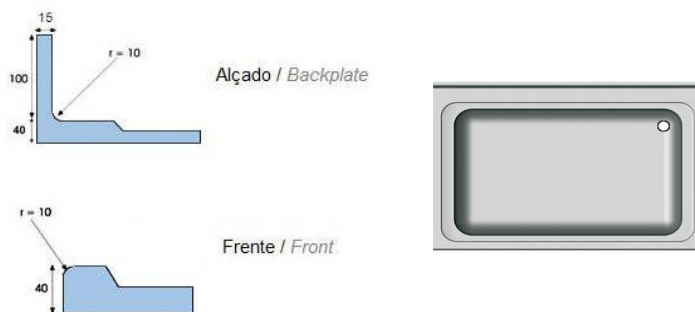 15
r = 10
100
Alçado / Backplate
40
r = 10
Frente / Front
40